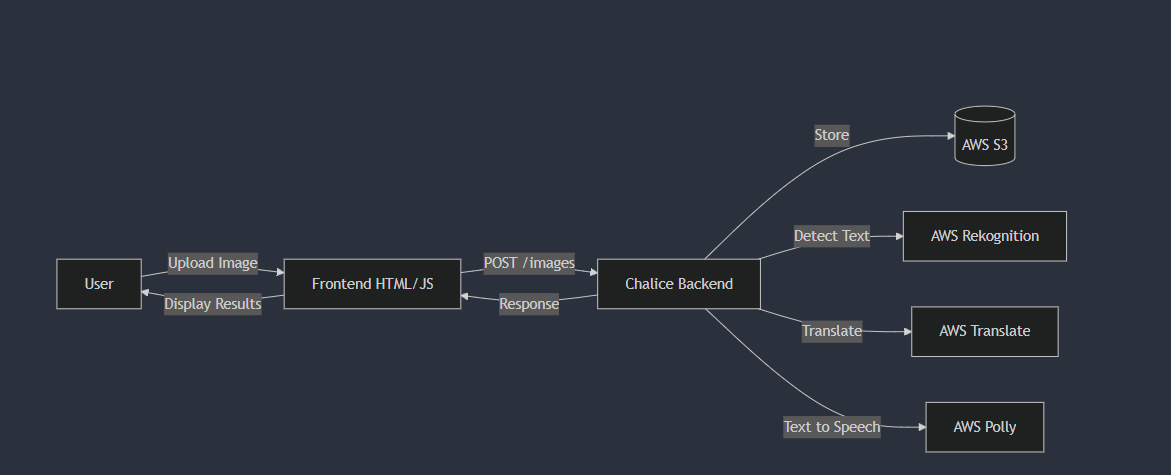 Store
AWS S3
Detect Text
AWS Rekognition
User
Upload Image
Display Results
Frontend HTML/JS
POST /images
Response
Chalice Backend
Translate
AWS Translate
Text to Speech
AWS Polly